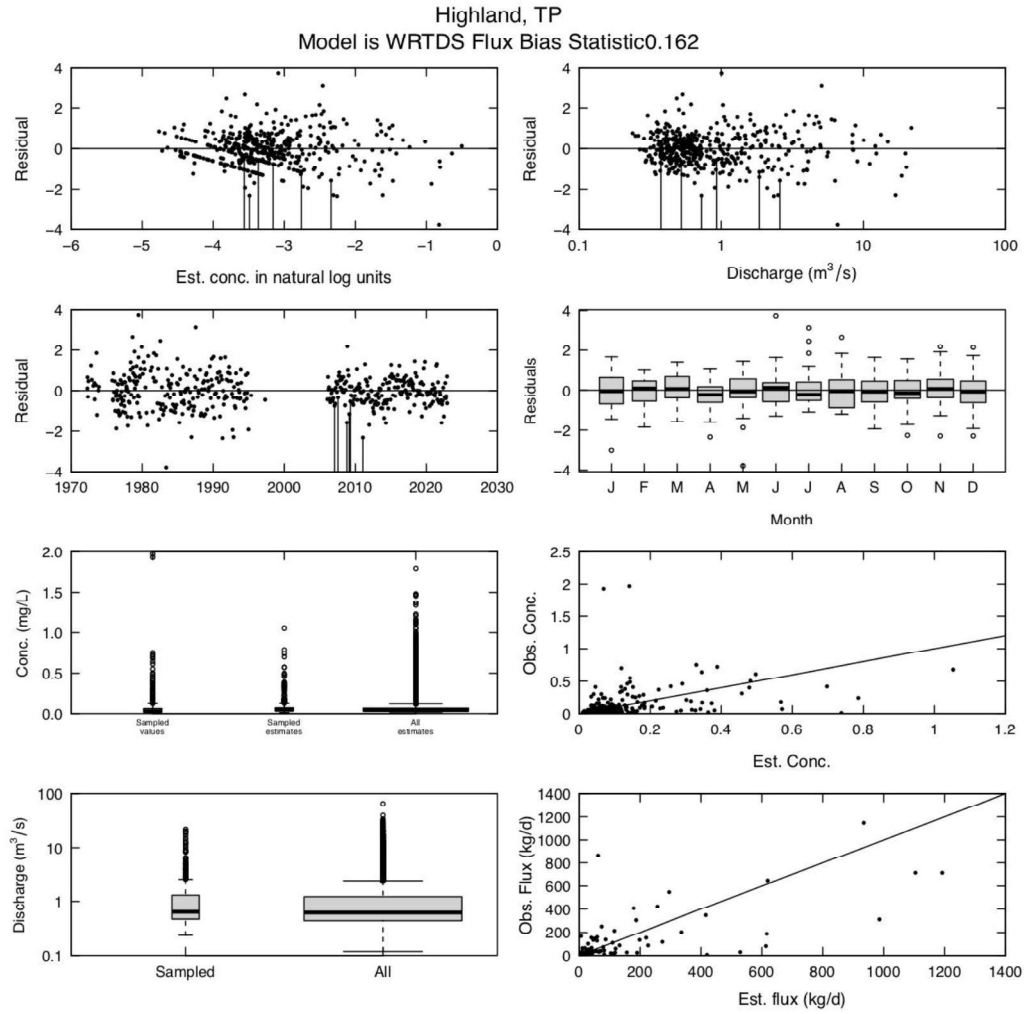 Highland, TP
Model is WRTDS Flux Bias Statistic0.162
Residual
4
2
0
−2
−4
−6 −5 −4 −3 −2 −1 0
Est. conc. in natural log units
Residual
4
2
0
−2
−4
0.1 1 10 100
Discharge (m³/s)
Residual
4
2
0
−2
−4
1970 1980 1990 2000 2010 2020 2030
Residuals
4
2
0
−2
−4
J F M A M J J A S O N D
Month
Conc. (mg/L)
2.0
1.5
1.0
0.5
0.0
Sampled
values
Sampled
estimates
All
estimates
Obs. Conc.
2.5
2
1.5
1
0.5
0
0 0.2 0.4 0.6 0.8 1 1.2
Est. Conc.
Discharge (m³/s)
100
10
1
0.1
Sampled All
Obs. Flux (kg/d)
1400
1200
1000
800
600
400
200
0
0 200 400 600 800 1000 1200 1400
Est. flux (kg/d)